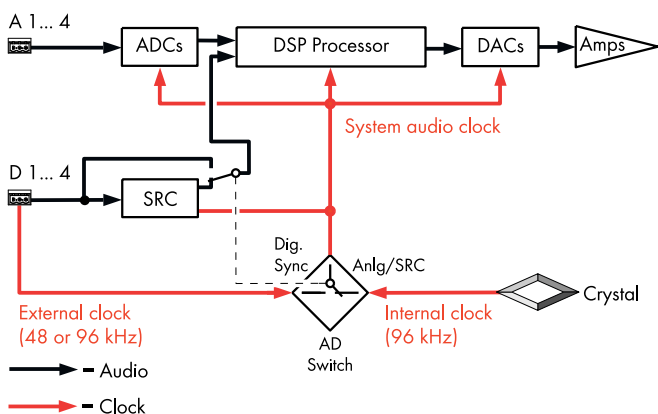 A 1... 4
ADCs
DSP Processor
DACs
Amps
System audio clock
D 1... 4
SRC
Dig.
Sync
Anlg/SRC
Crystal
External clock
(48 or 96 kHz)
Internal clock
(96 kHz)
AD
Switch
– Audio
– Clock